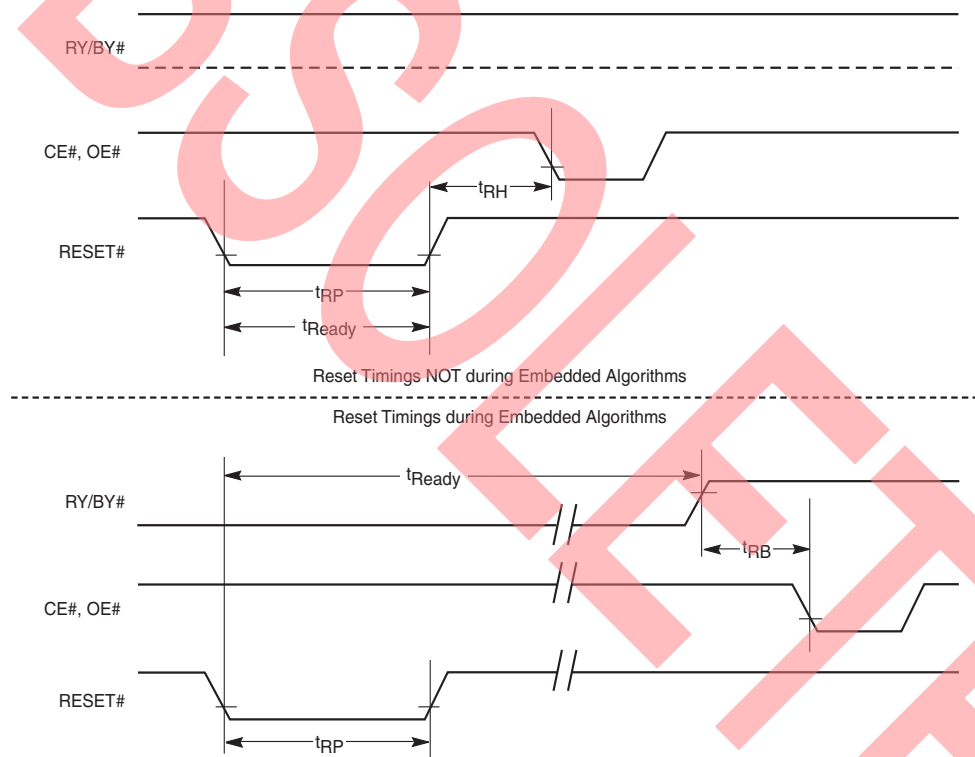 RY/BY#
CE#, OE#
tRH
RESET#
tRP
tReady
Reset Timings NOT during Embedded Algorithms
Reset Timings during Embedded Algorithms
tReady
RY/BY#
tRB
CE#, OE#
RESET#
tRP